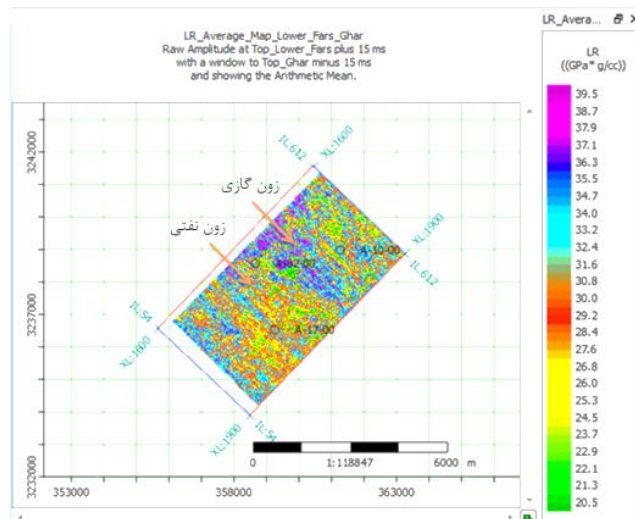 LR_Avera...
LR_Average_Map_Lower_Fars_Ghar
Raw Amplitude at Top_Lower_Fars plus 15 ms
with a window to Top_Ghar minus 15 ms
and showing the Arithmetic Mean.
LR
((GPa* g/cc))
39.5
38.7
37.9
37.1
36.3
35.5
34.7
34.0
33.2
32.4
31.6
30.8
30.0
29.2
28.4
27.6
26.8
26.0
25.3
24.5
23.7
22.9
22.1
21.3
20.5
3242000
3237000
3232000
IL:612
XL:1600
زون گازی
زون نفتی
XL:1900
IL:612
A-10-00
A-02-00
A-17-00
IL:54
XL:1600
XL:1900
IL:54
0
1:118847
6000 m
353000
358000
363000